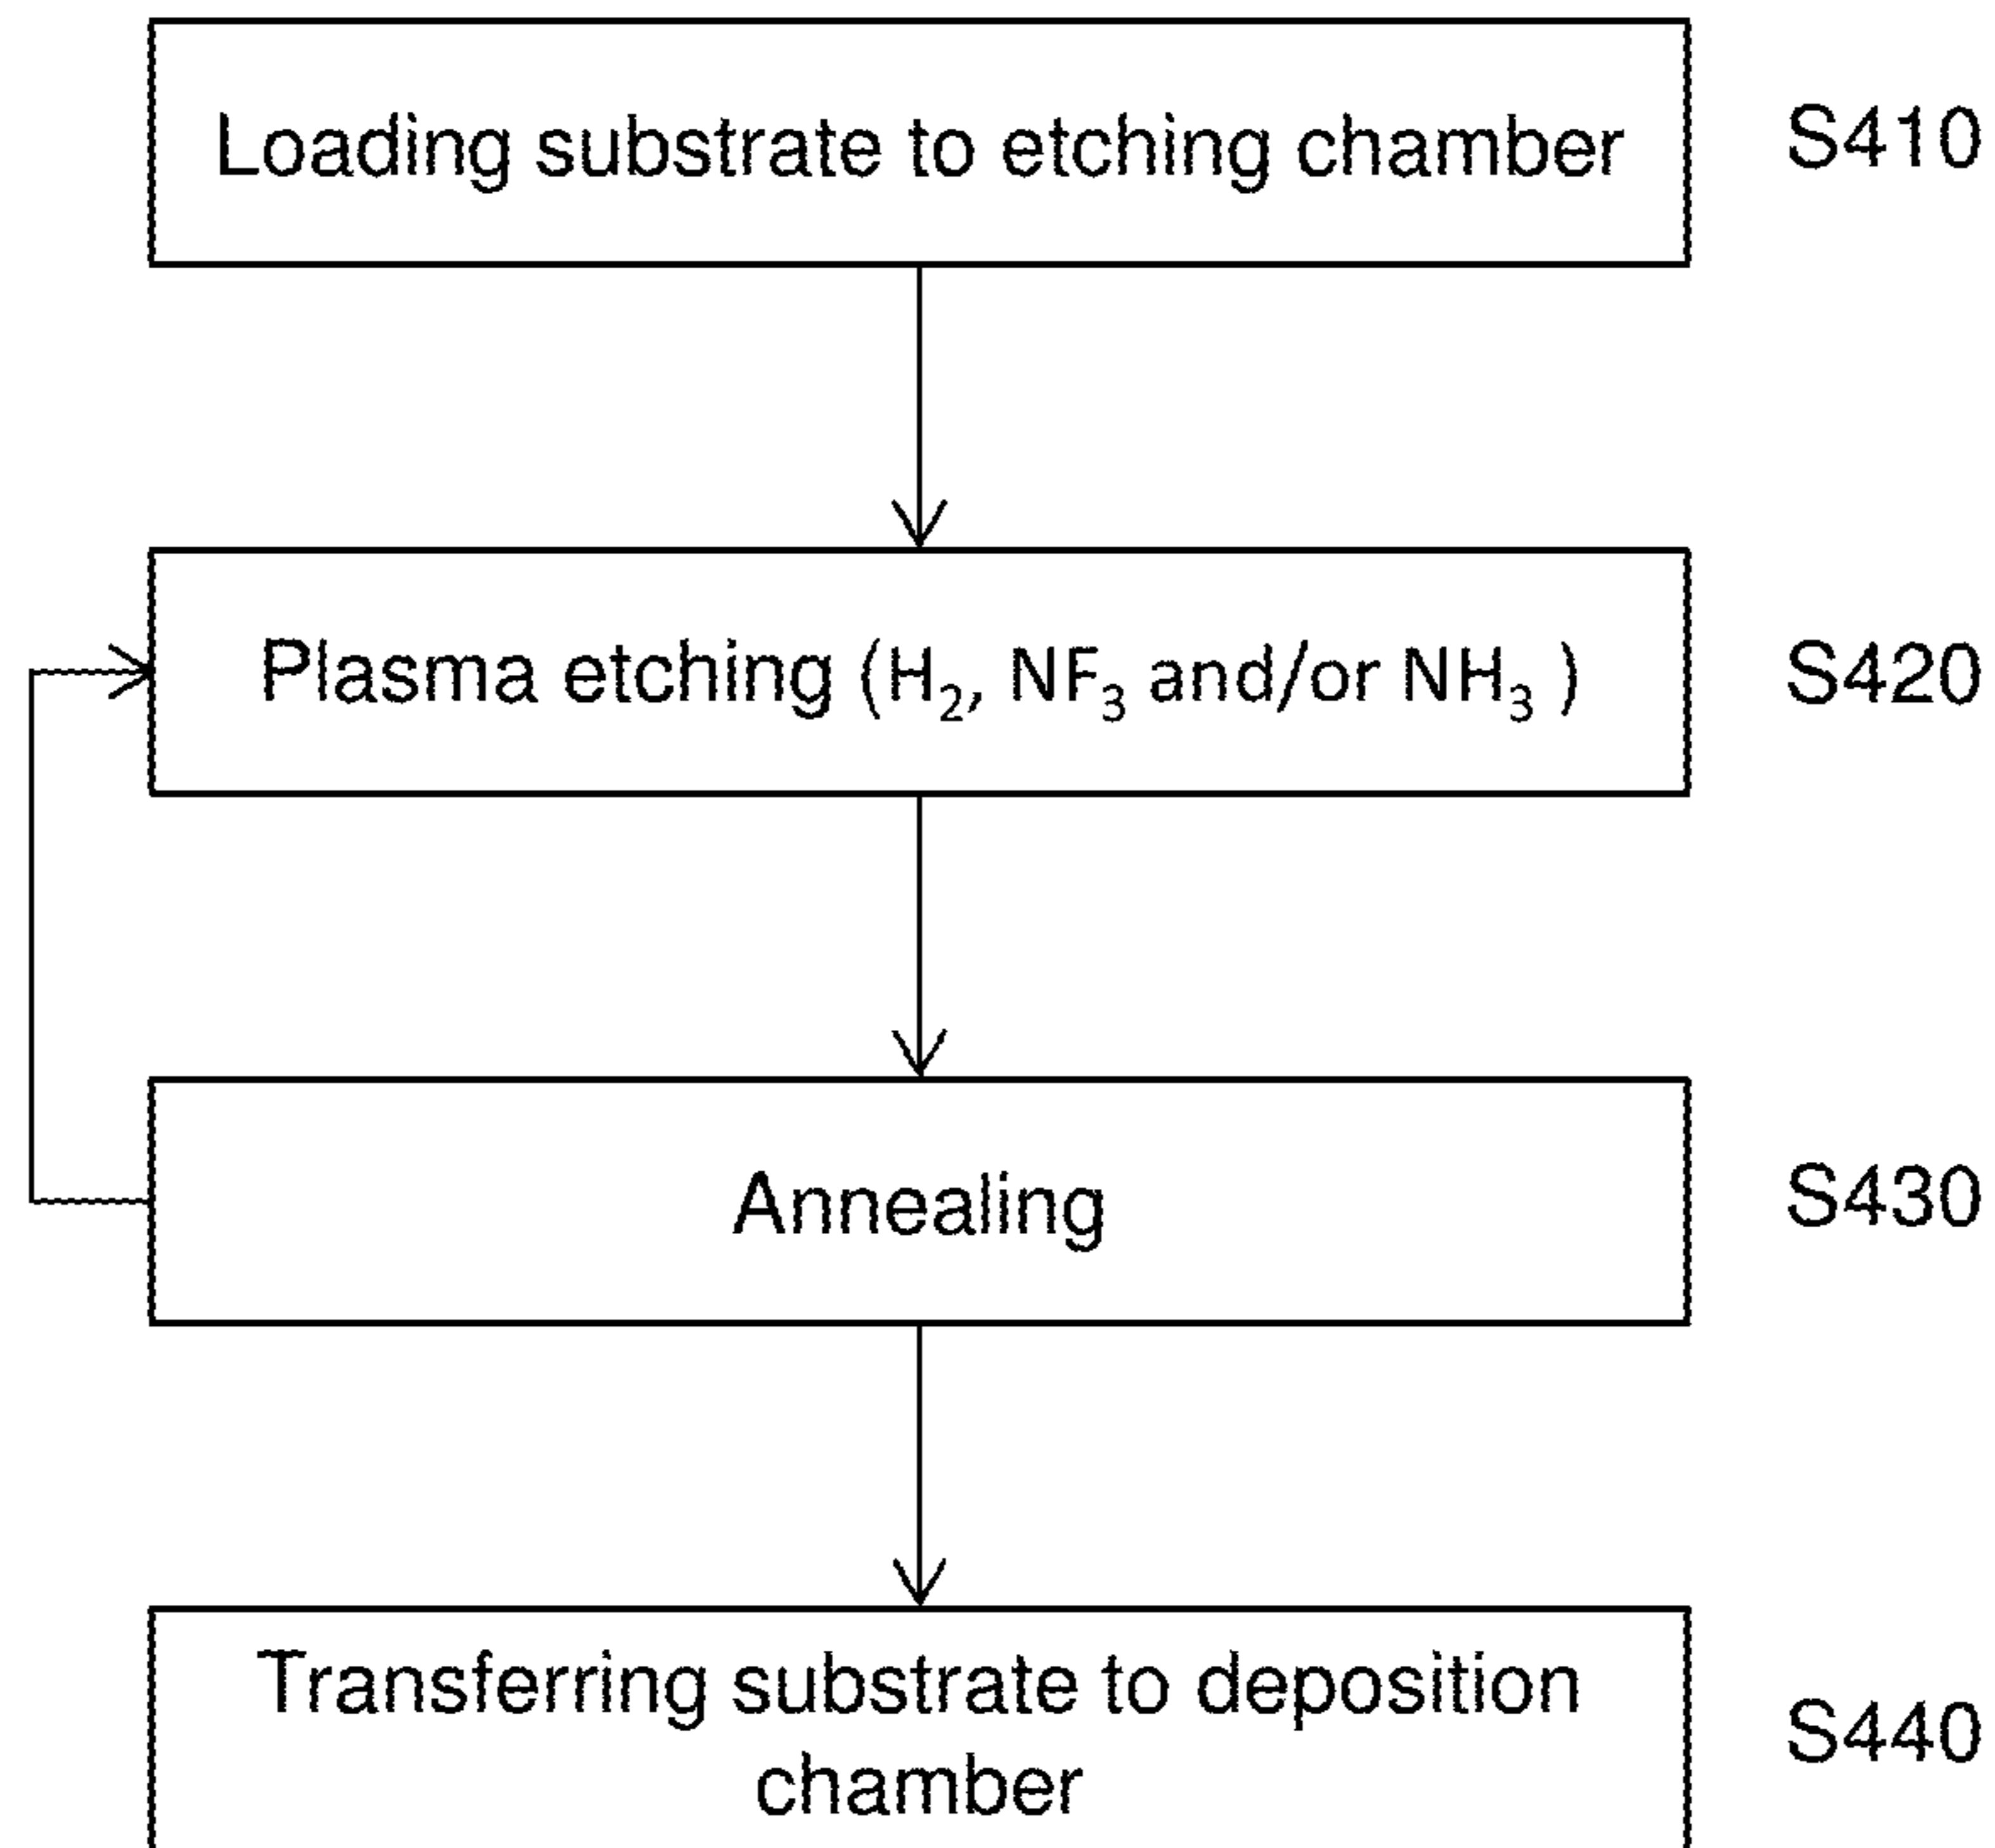 Loading substrate to etching chamber S410
Plasma etching (H₂, NF₃ and/or NH₃ ) S420
Annealing S430
Transferring substrate to deposition
chamber
S440